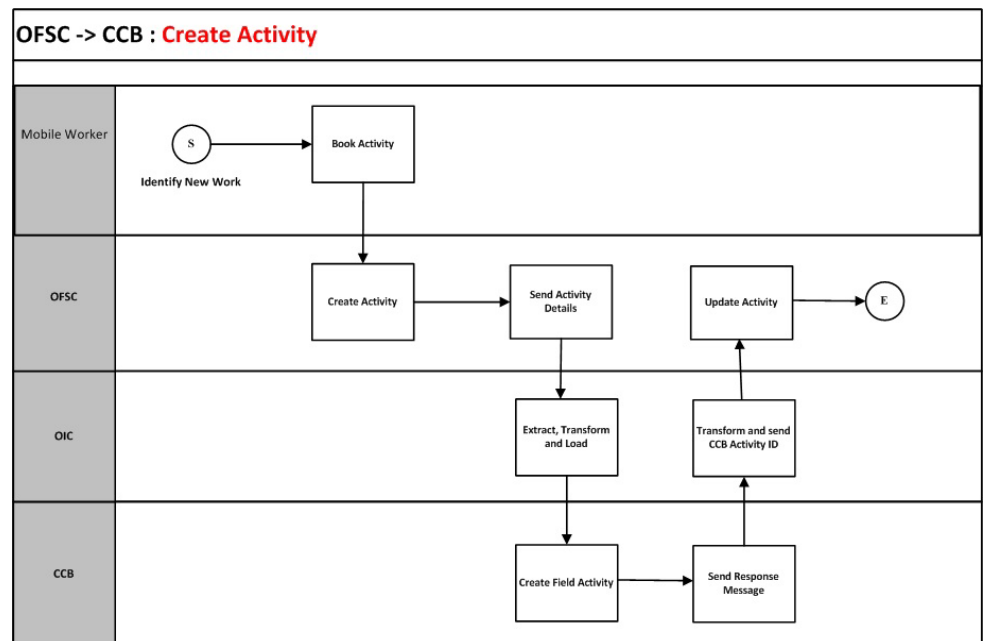 OFSC -> CCB : Create Activity
Mobile Worker
S
Identify New Work
Book Activity
OFSC
Create Activity
Send Activity
Details
Update Activity
E
OIC
Extract, Transform
and Load
Transform and send
CCB Activity ID
CCB
Create Field Activity
Send Response
Message